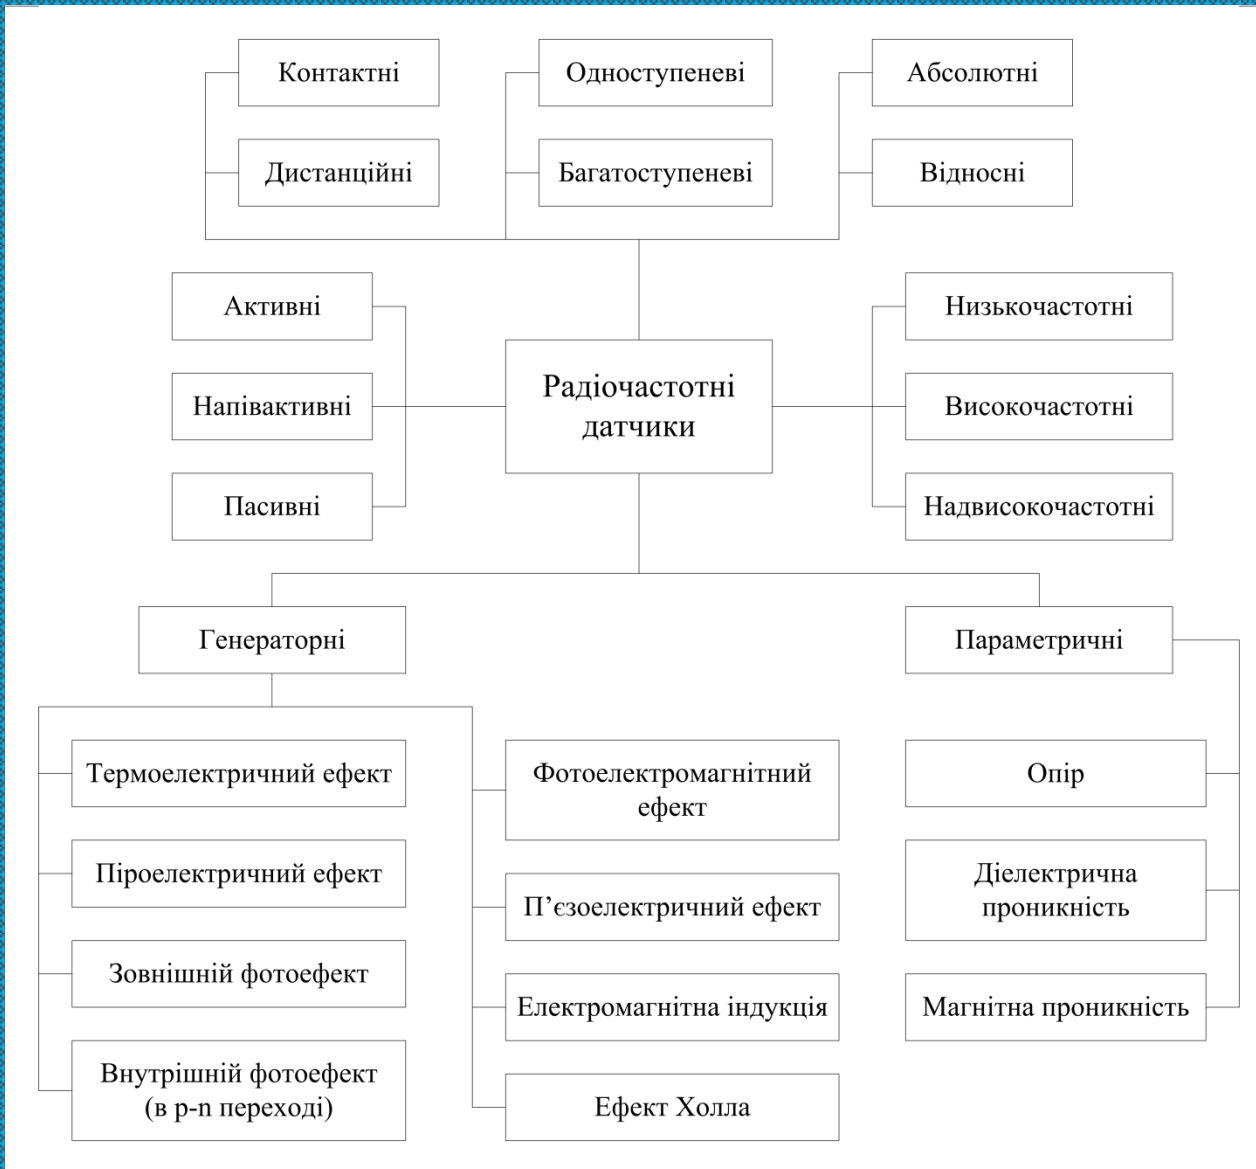 Контактні
Одноступеневі
Абсолютні
Дистанційні
Багатоступеневі
Відносні
Активні
Низькочастотні
Напівактивні
Радіочастотні
датчики
Високочастотні
Пасивні
Надвисокочастотні
Генераторні
Параметричні
Термоелектричний ефект
Фотоелектромагнітний
ефект
Опір
Піроелектричний ефект
П’єзоелектричний ефект
Діелектрична
проникність
Зовнішній фотоефект
Електромагнітна індукція
Магнітна проникність
Внутрішній фотоефект
(в p-n переході)
Ефект Холла